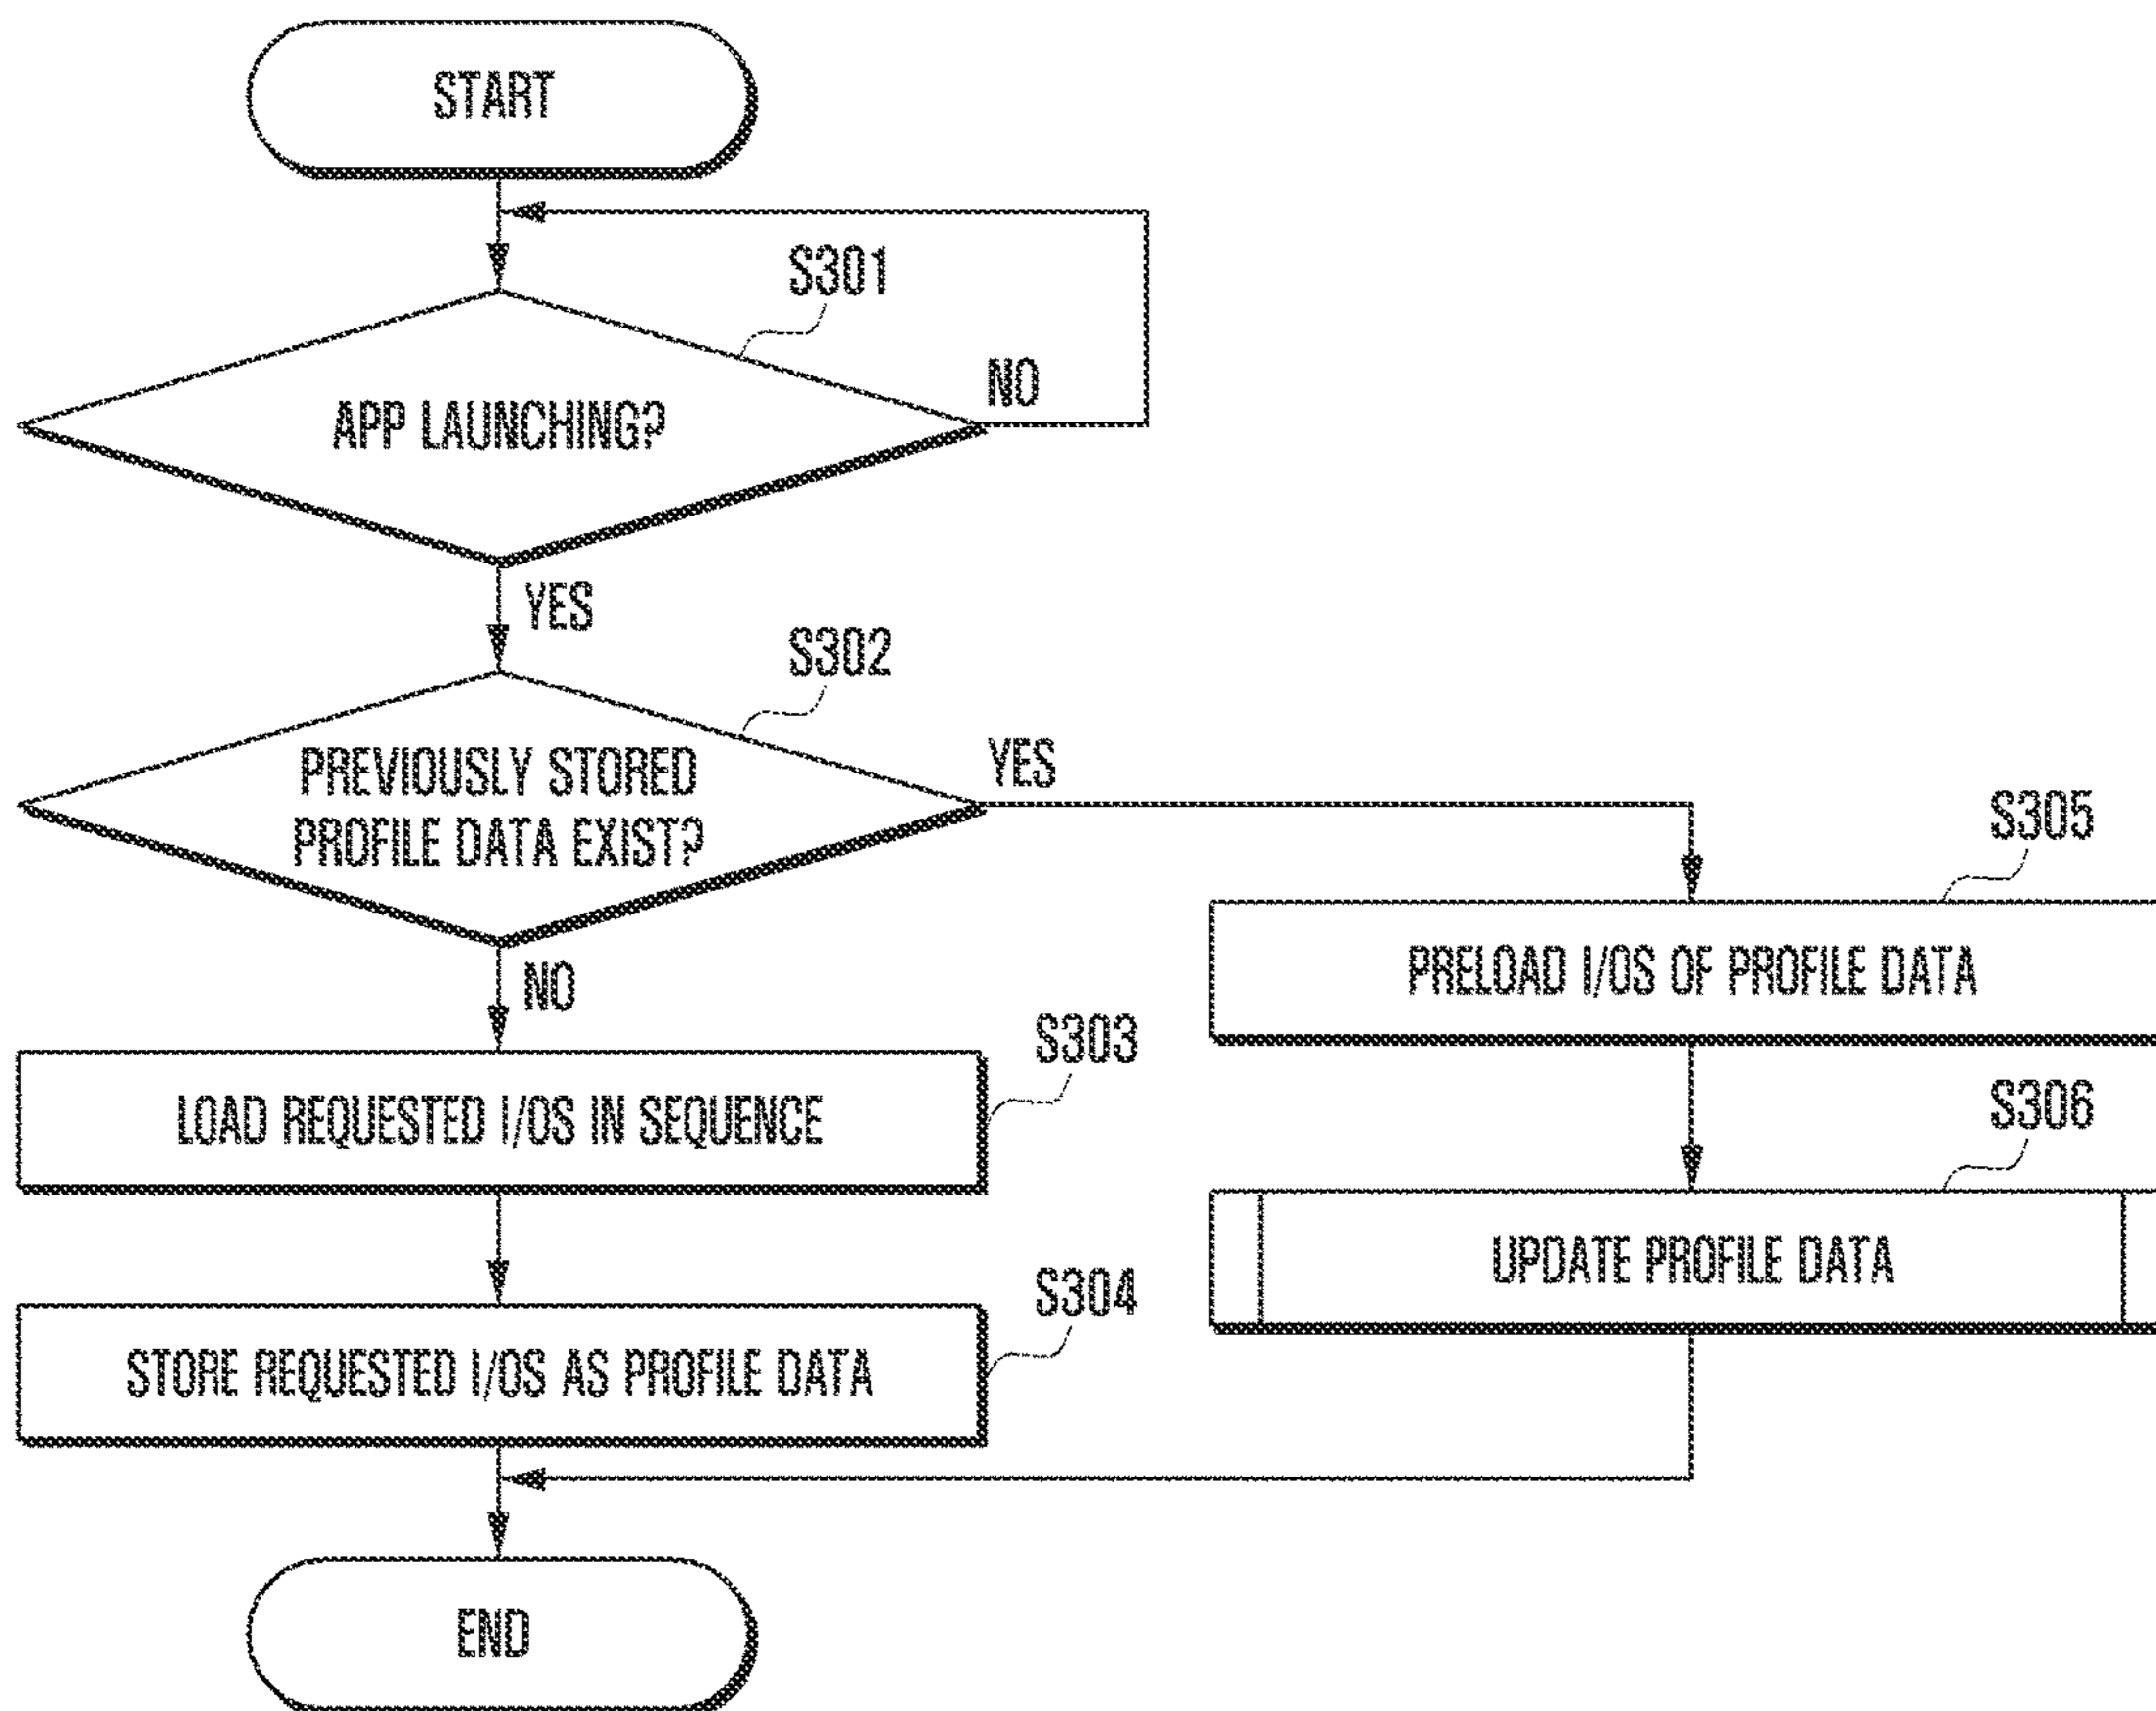 START
S301
NO
APP LAUNCHING?
YES
S302
PREVIOUSLY STORED
PROFILE DATA EXIST?
YES
S305
PRELOAD I/OS OF PROFILE DATA
NO
S303
LOAD REQUESTED I/OS IN SEQUENCE
S306
UPDATE PROFILE DATA
S304
STORE REQUESTED I/OS AS PROFILE DATA
END